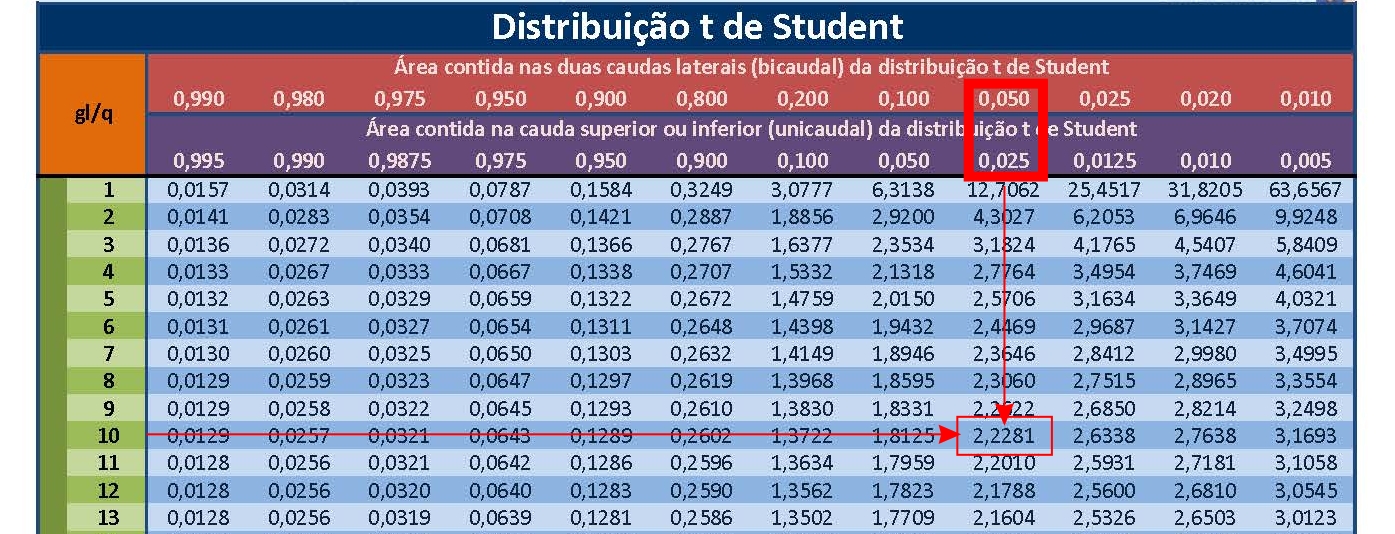 Distribuição t de Student
Área contida nas duas caudas laterais (bicaudal) da distribuição t de Student
gl/q 0,990 0,980 0,975 0,950 0,900 0,800 0,200 0,100 0,050 0,025 0,020 0,010
Área contida na cauda superior ou inferior (unicaudal) da distribuição t de Student
0,995 0,990 0,9875 0,975 0,950 0,900 0,100 0,050 0,025 0,0125 0,010 0,005
1 0,0157 0,0314 0,0393 0,0787 0,1584 0,3249 3,0777 6,3138 12,7062 25,4517 31,8205 63,6567
2 0,0141 0,0283 0,0354 0,0708 0,1421 0,2887 1,8856 2,9200 4,3027 6,2053 6,9646 9,9248
3 0,0136 0,0272 0,0340 0,0681 0,1366 0,2767 1,6377 2,3534 3,1824 4,1765 4,5407 5,8409
4 0,0133 0,0267 0,0333 0,0667 0,1338 0,2707 1,5332 2,1318 2,7764 3,4954 3,7469 4,6041
5 0,0132 0,0263 0,0329 0,0659 0,1322 0,2672 1,4759 2,0150 2,5706 3,1634 3,3649 4,0321
6 0,0131 0,0261 0,0327 0,0654 0,1311 0,2648 1,4398 1,9432 2,4469 2,9687 3,1427 3,7074
7 0,0130 0,0260 0,0325 0,0650 0,1303 0,2632 1,4149 1,8946 2,3646 2,8412 2,9980 3,4995
8 0,0129 0,0259 0,0323 0,0647 0,1297 0,2619 1,3968 1,8595 2,3060 2,7515 2,8965 3,3554
9 0,0129 0,0258 0,0322 0,0645 0,1293 0,2610 1,3830 1,8331 2,2622 2,6850 2,8214 3,2498
10 0,0129 0,0257 0,0321 0,0643 0,1289 0,2602 1,3722 1,8125 2,2281 2,6338 2,7638 3,1693
11 0,0128 0,0256 0,0321 0,0642 0,1286 0,2596 1,3634 1,7959 2,2010 2,5931 2,7181 3,1058
12 0,0128 0,0256 0,0320 0,0640 0,1283 0,2590 1,3562 1,7823 2,1788 2,5600 2,6810 3,0545
13 0,0128 0,0256 0,0319 0,0639 0,1281 0,2586 1,3502 1,7709 2,1604 2,5326 2,6503 3,0123